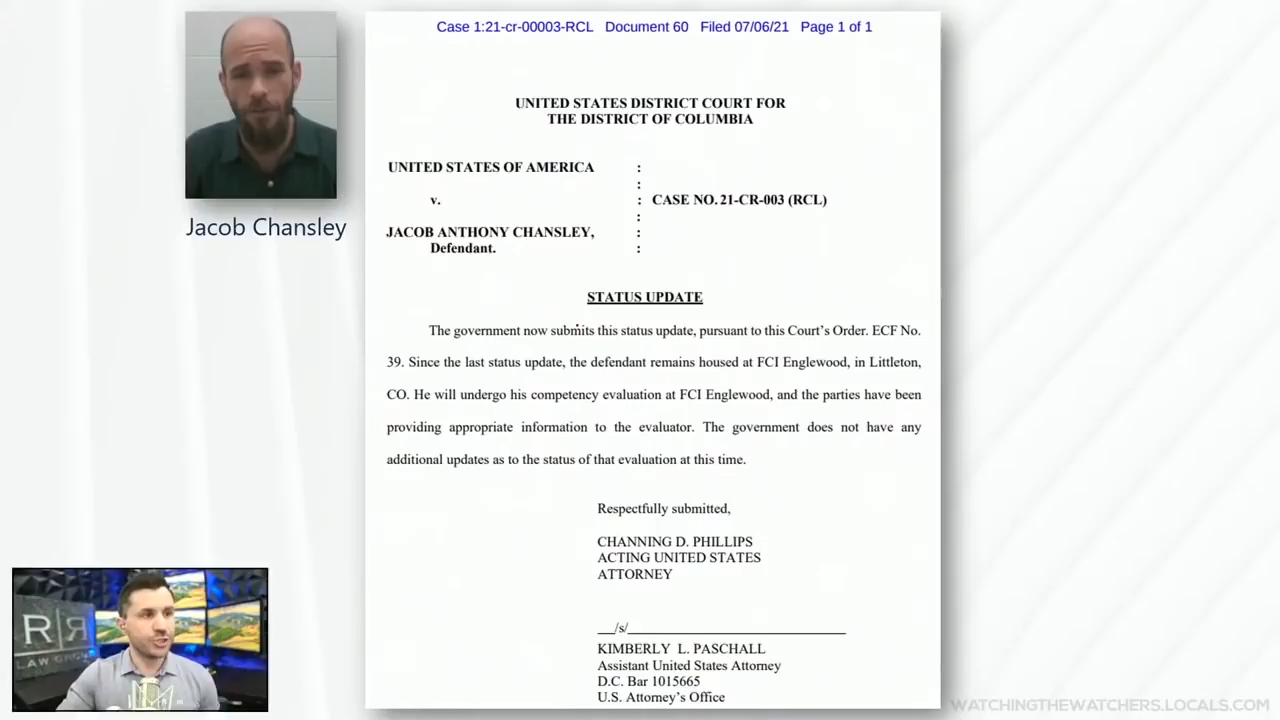 Case 1:21-cr-00003-RCL Document 60 Filed 07/06/21 Page 1 of 1
UNITED STATES DISTRICT COURT FOR
THE DISTRICT OF COLUMBIA
UNITED STATES OF AMERICA :
:
v. : CASE NO. 21-CR-003 (RCL)
:
JACOB ANTHONY CHANSLEY, :
Defendant. :
STATUS UPDATE
The government now submits this status update, pursuant to this Court's Order. ECF No.
39. Since the last status update, the defendant remains housed at FCI Englewood, in Littleton,
CO. He will undergo his competency evaluation at FCI Englewood, and the parties have been
providing appropriate information to the evaluator. The government does not have any
additional updates as to the status of that evaluation at this time.
Respectfully submitted,
CHANNING D. PHILLIPS
ACTING UNITED STATES
ATTORNEY
__/s/____________________________
KIMBERLY L. PASCHALL
Assistant United States Attorney
D.C. Bar 1015665
U.S. Attorney's Office
Jacob Chansley
R|R
LAW GROUP
WATCHINGTHEWATCHERS.LOCALS.COM